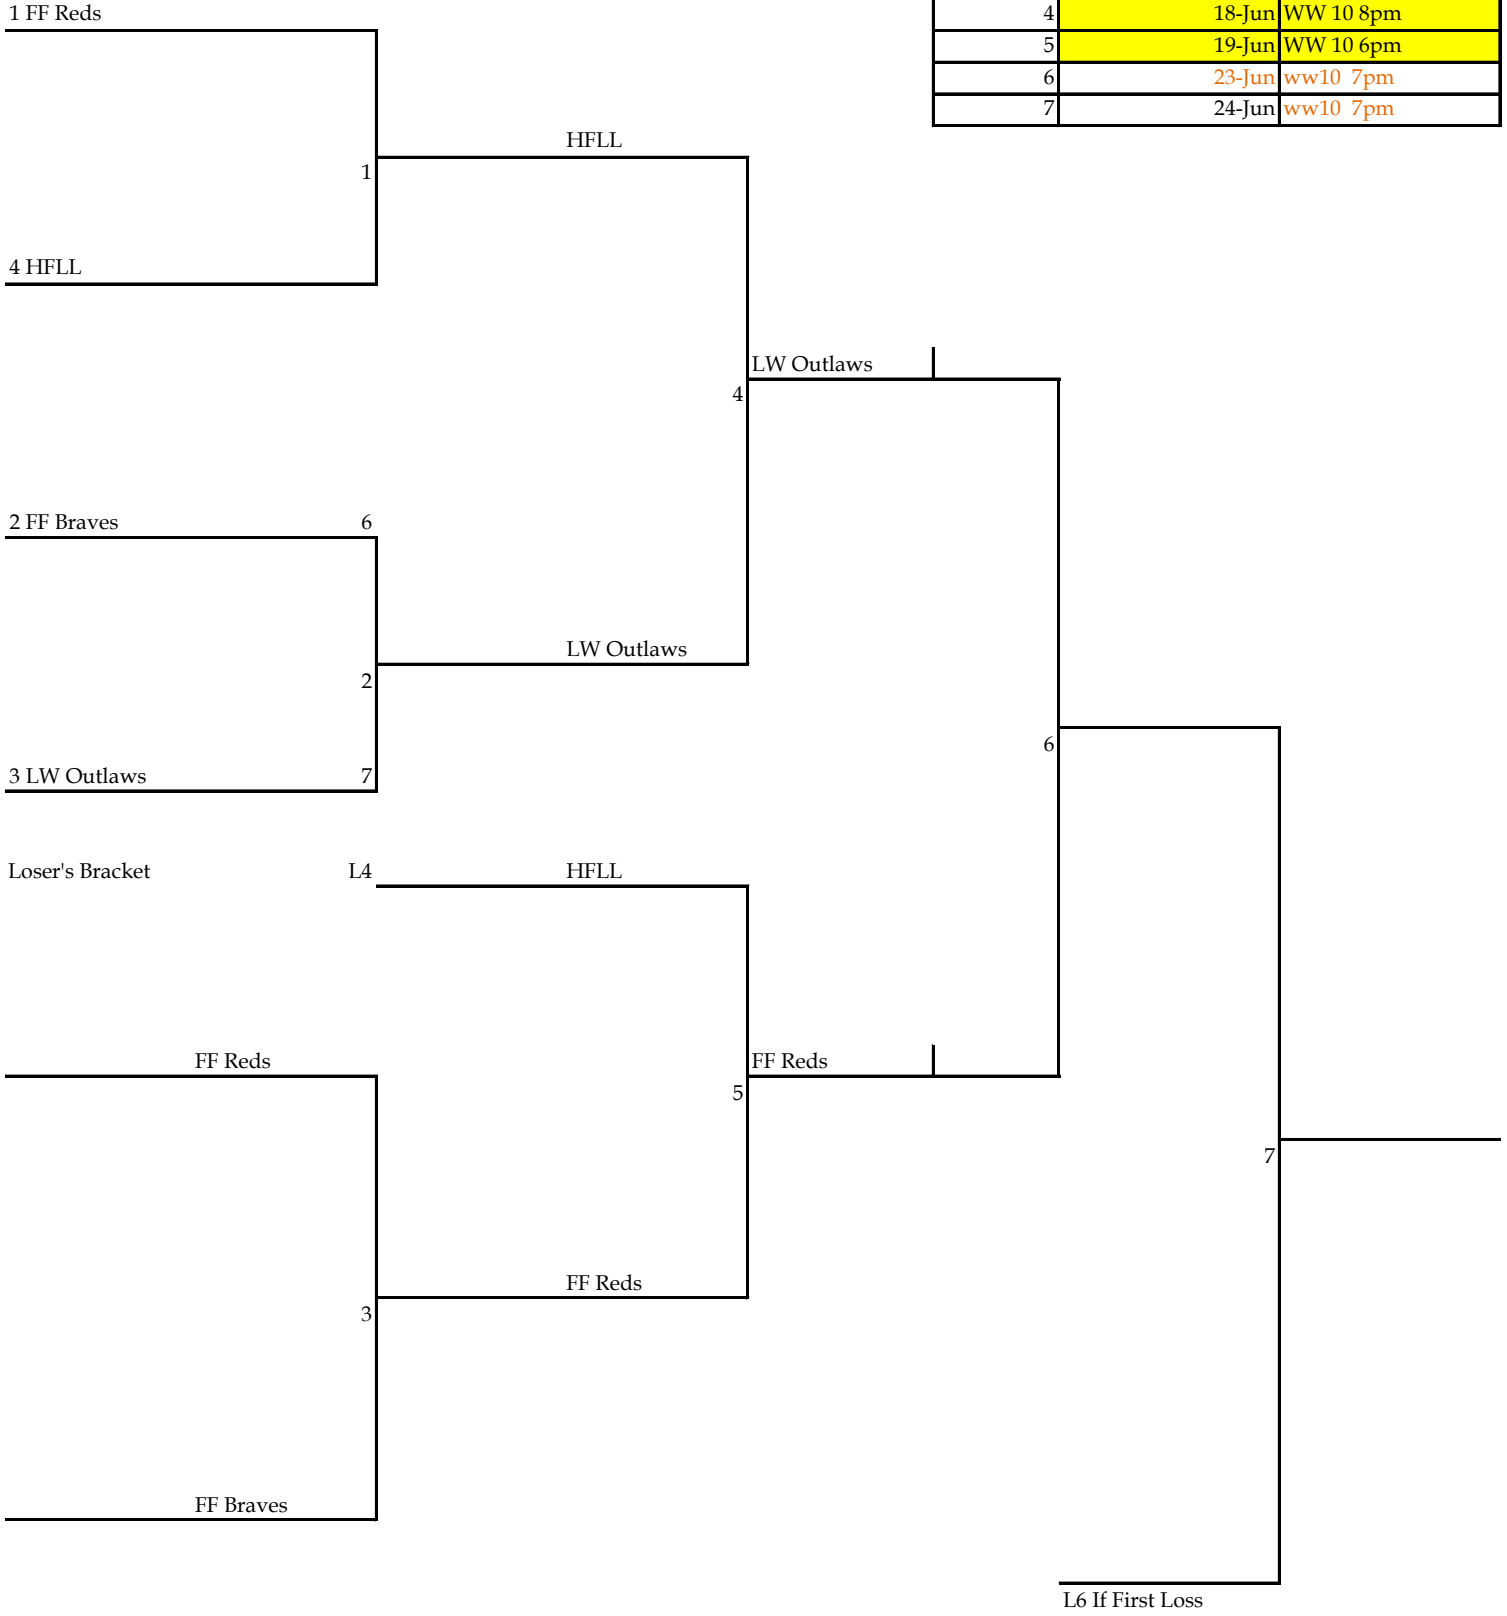 1 FF Reds
4 18-Jun WW 10 8pm
5 19-Jun WW 10 6pm
6 23-Jun ww10 7pm
7 24-Jun ww10 7pm
HFLL
1
4 HFLL
LW Outlaws
4
2 FF Braves 6
LW Outlaws
2
6
3 LW Outlaws 7
Loser's Bracket L4 HFLL
FF Reds
FF Reds
5
7
FF Reds
3
FF Braves
L6 If First Loss